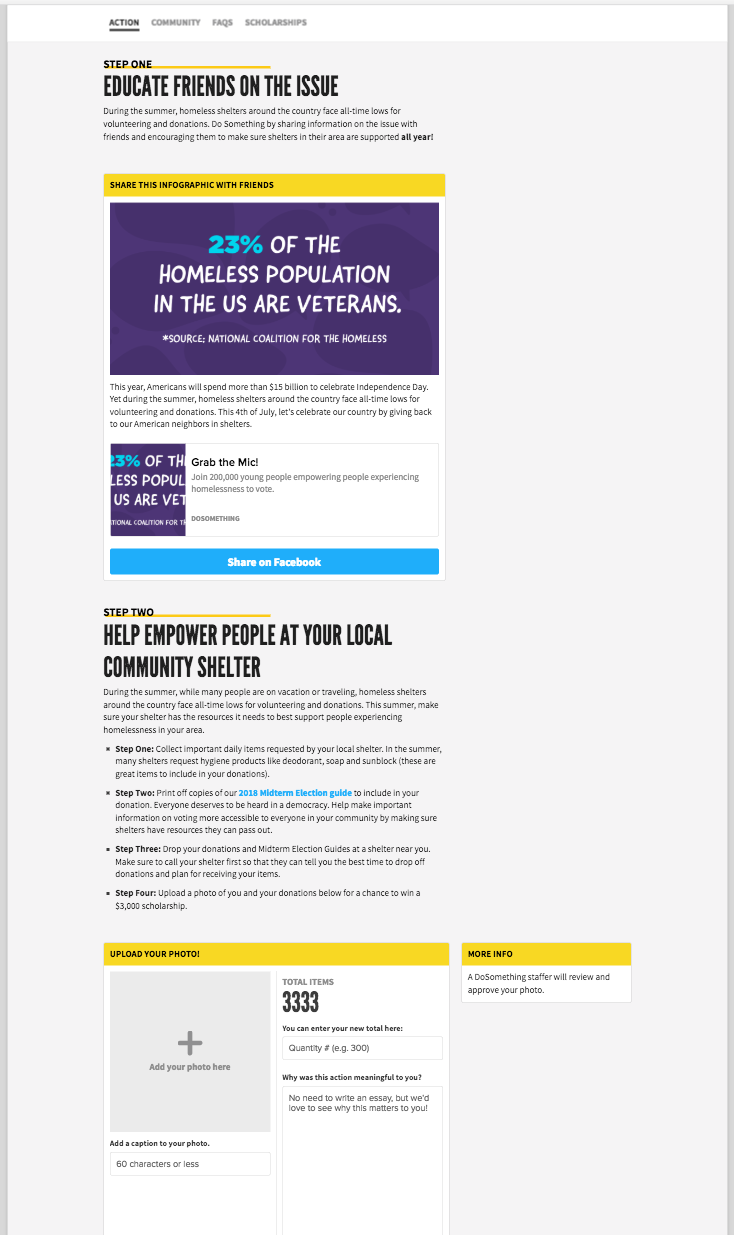 ACTION COMMUNITY FAQS SCHOLARSHIPS
STEP ONE
EDUCATE FRIENDS ON THE ISSUE
During the summer, homeless shelters around the country face all-time lows for
volunteering and donations. Do Something by sharing information on the issue with
friends and encouraging them to make sure shelters in their area are supported all year!
SHARE THIS INFOGRAPHIC WITH FRIENDS
23% OF THE
HOMELESS POPULATION
IN THE US ARE VETERANS.
*SOURCE: NATIONAL COALITION FOR THE HOMELESS
This year, Americans will spend more than $15 billion to celebrate Independence Day.
Yet during the summer, homeless shelters around the country face all-time lows for
volunteering and donations. This 4th of July, let's celebrate our country by giving back
to our American neighbors in shelters.
23% OF TH
LESS POPUL
US ARE VET
TIONAL COALITION FOR TH
Grab the Mic!
Join 200,000 young people empowering people experiencing
homelessness to vote.
DOSOMETHING
Share on Facebook
STEP TWO
HELP EMPOWER PEOPLE AT YOUR LOCAL
COMMUNITY SHELTER
During the summer, while many people are on vacation or traveling, homeless shelters
around the country face all-time lows for volunteering and donations. This summer, make
sure your shelter has the resources it needs to best support people experiencing
homelessness in your area.
Step One: Collect important daily items requested by your local shelter. In the summer,
many shelters request hygiene products like deodorant, soap and sunblock (these are
great items to include in your donations).
Step Two: Print off copies of our 2018 Midterm Election guide to include in your
donation. Everyone deserves to be heard in a democracy. Help make important
information on voting more accessible to everyone in your community by making sure
shelters have resources they can pass out.
Step Three: Drop your donations and Midterm Election Guides at a shelter near you.
Make sure to call your shelter first so that they can tell you the best time to drop off
donations and plan for receiving your items.
Step Four: Upload a photo of you and your donations below for a chance to win a
$3,000 scholarship.
UPLOAD YOUR PHOTO!
Add your photo here
Add a caption to your photo.
60 characters or less
TOTAL ITEMS
3333
You can enter your new total here:
Quantity # (e.g. 300)
Why was this action meaningful to you?
No need to write an essay, but we'd
love to see why this matters to you!
MORE INFO
A DoSomething staffer will review and
approve your photo.